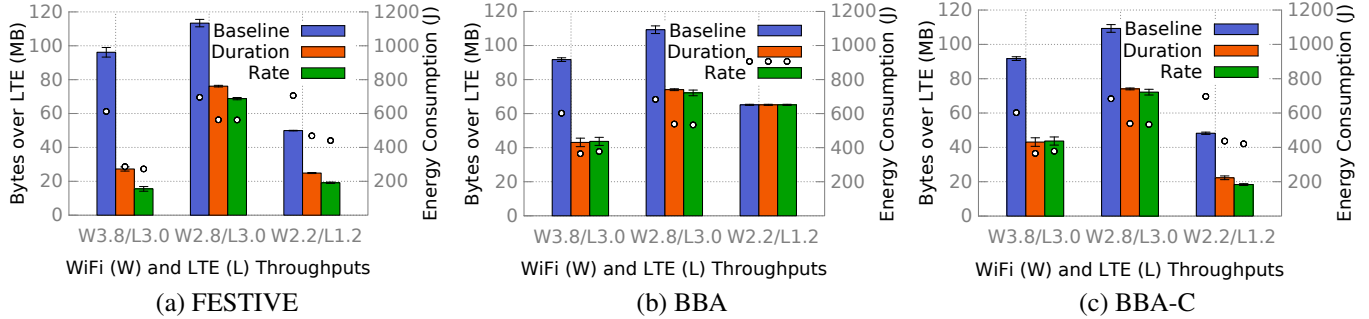 Bytes over LTE (MB)
120
100
80
60
40
20
0
Baseline
Duration
Rate
1200
1000
800
600
400
200
Energy Consumption (J)
W3.8/L3.0 W2.8/L3.0 W2.2/L1.2
WiFi (W) and LTE (L) Throughputs
(a) FESTIVE
Bytes over LTE (MB)
120
100
80
60
40
20
0
Baseline
Duration
Rate
1200
1000
800
600
400
200
Energy Consumption (J)
W3.8/L3.0 W2.8/L3.0 W2.2/L1.2
WiFi (W) and LTE (L) Throughputs
(b) BBA
Bytes over LTE (MB)
120
100
80
60
40
20
0
Baseline
Duration
Rate
1200
1000
800
600
400
200
Energy Consumption (J)
W3.8/L3.0 W2.8/L3.0 W2.2/L1.2
WiFi (W) and LTE (L) Throughputs
(c) BBA-C